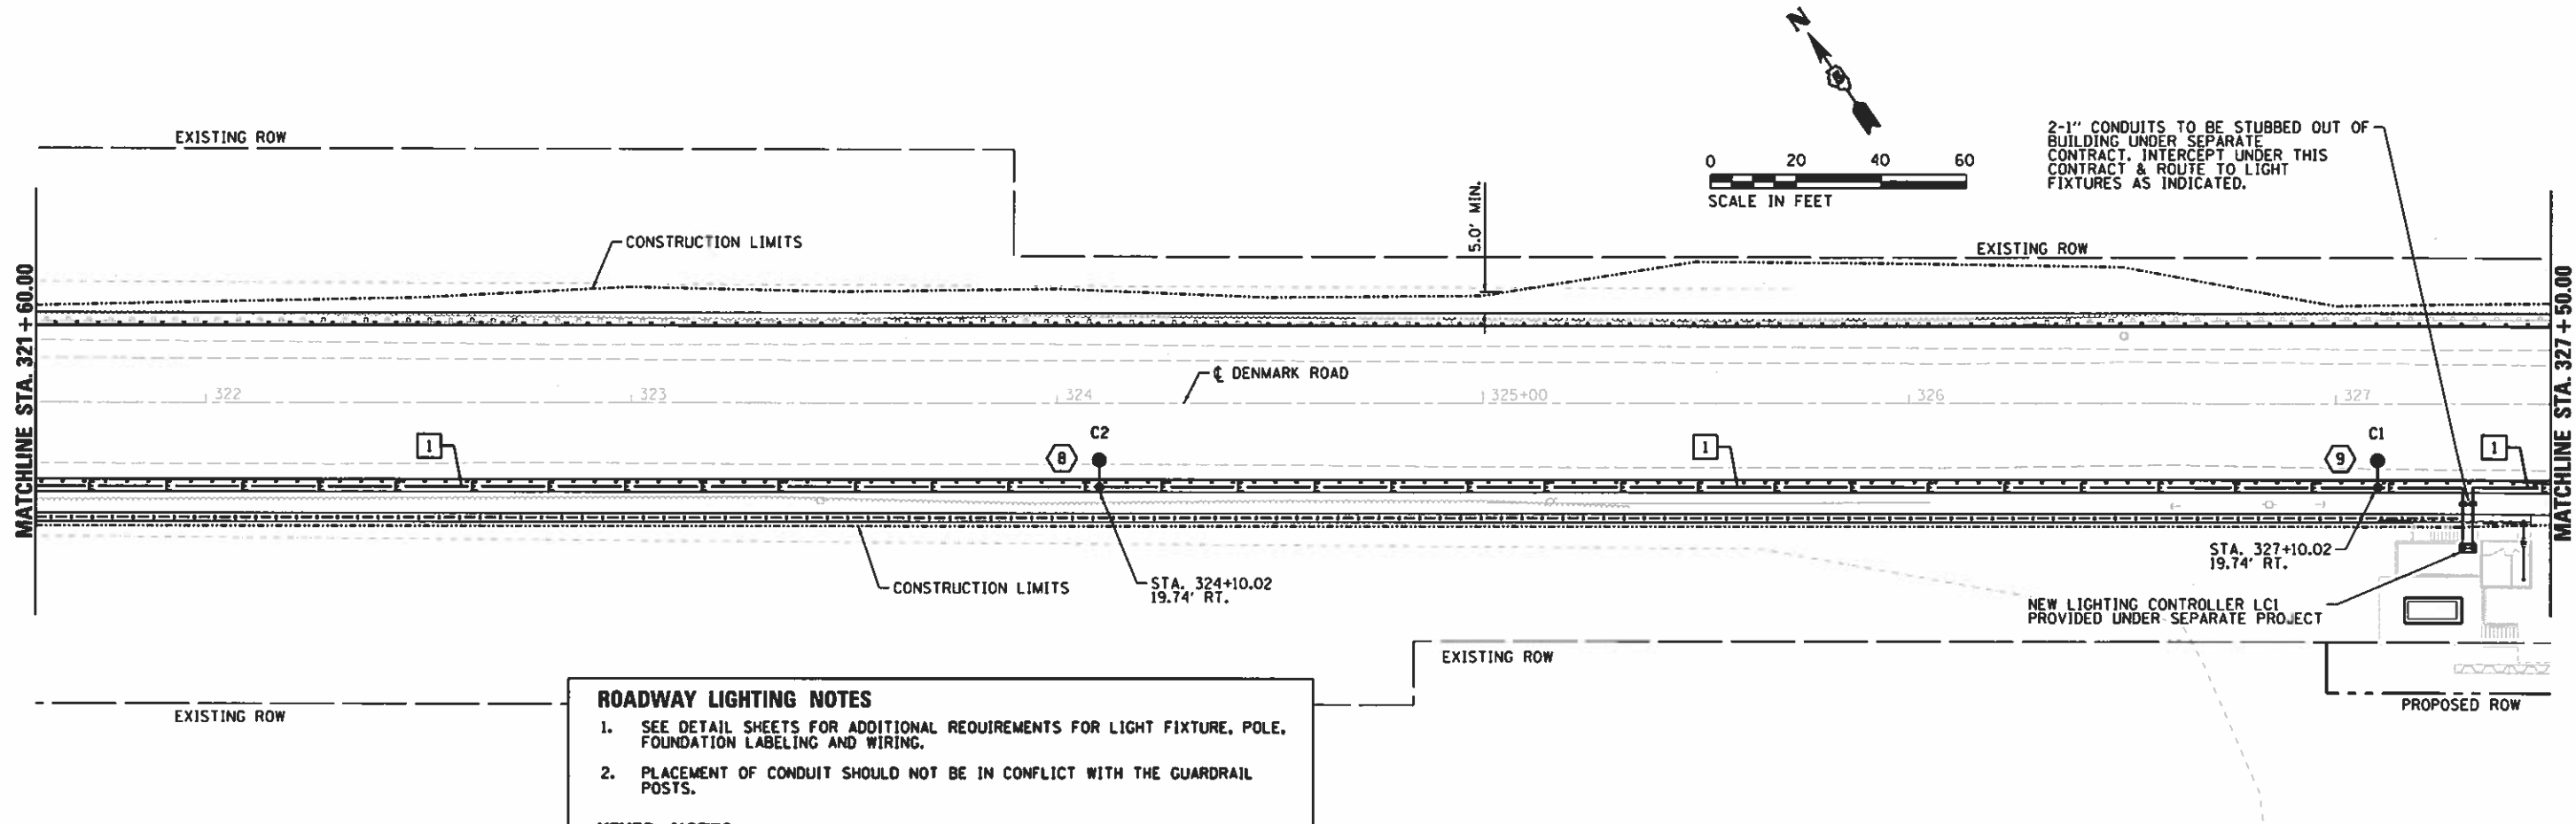 N
EXISTING ROW
2-1" CONDUITS TO BE STUBBED OUT OF
BUILDING UNDER SEPARATE
CONTRACT. INTERCEPT UNDER THIS
CONTRACT & ROUTE TO LIGHT
FIXTURES AS INDICATED.
0 20 40 60
SCALE IN FEET
5.0' MIN.
CONSTRUCTION LIMITS
EXISTING ROW
MATCHLINE STA. 321 + 60.00
MATCHLINE STA. 327 + 50.00
℄ DENMARK ROAD
322 323 324 325+00 326 327
1
8
C2
1
9
C1
1
CONSTRUCTION LIMITS
STA. 324+10.02
19.74' RT.
STA. 327+10.02
19.74' RT.
NEW LIGHTING CONTROLLER LC1
PROVIDED UNDER SEPARATE PROJECT
EXISTING ROW
PROPOSED ROW
EXISTING ROW
ROADWAY LIGHTING NOTES
1. SEE DETAIL SHEETS FOR ADDITIONAL REQUIREMENTS FOR LIGHT FIXTURE, POLE,
FOUNDATION LABELING AND WIRING.
2. PLACEMENT OF CONDUIT SHOULD NOT BE IN CONFLICT WITH THE GUARDRAIL
POSTS.